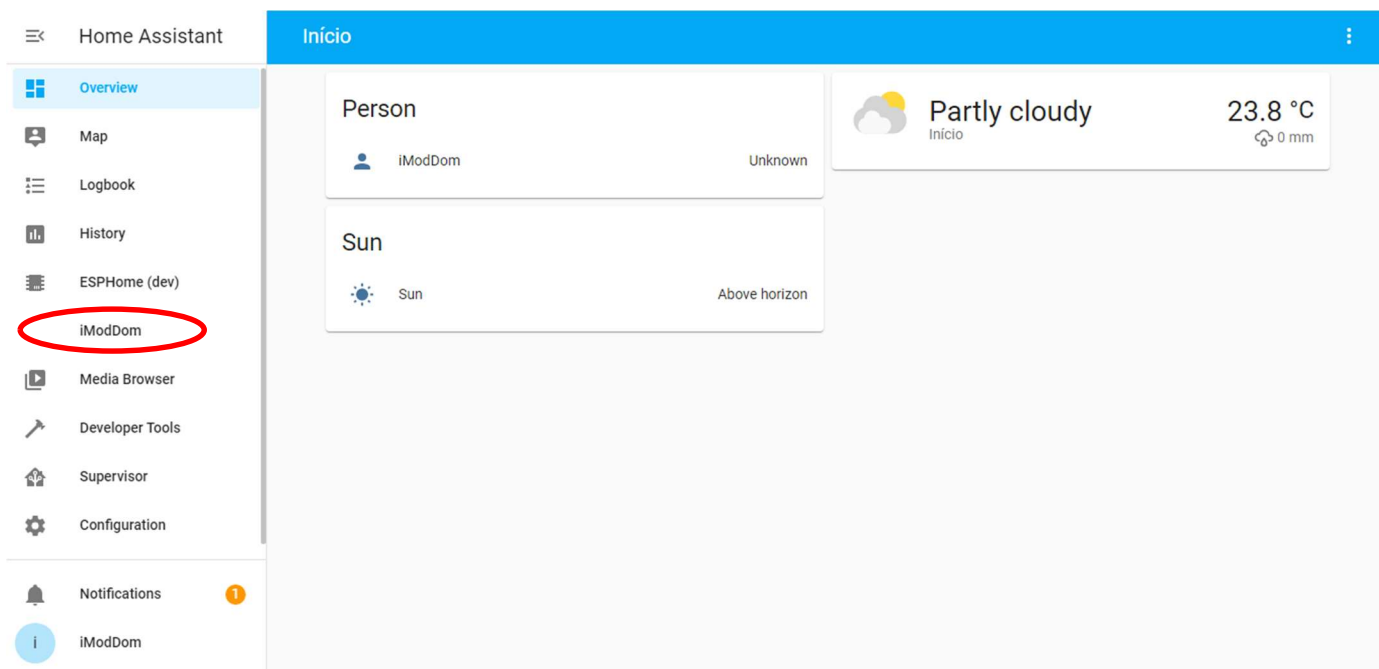 Home Assistant
Início
Overview
Map
Logbook
History
ESPHome (dev)
iModDom
Media Browser
Developer Tools
Supervisor
Configuration
Notifications 1
i iModDom
Person
iModDom Unknown
Sun
Sun Above horizon
Partly cloudy 23.8 °C
Início 0 mm